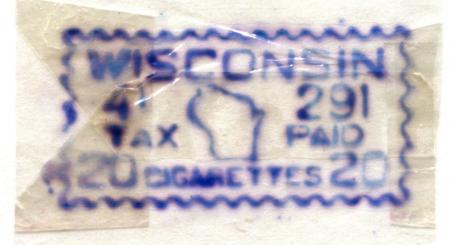 WISCONSIN
4¢ 291
TAX PAID
20 CIGARETTES 20